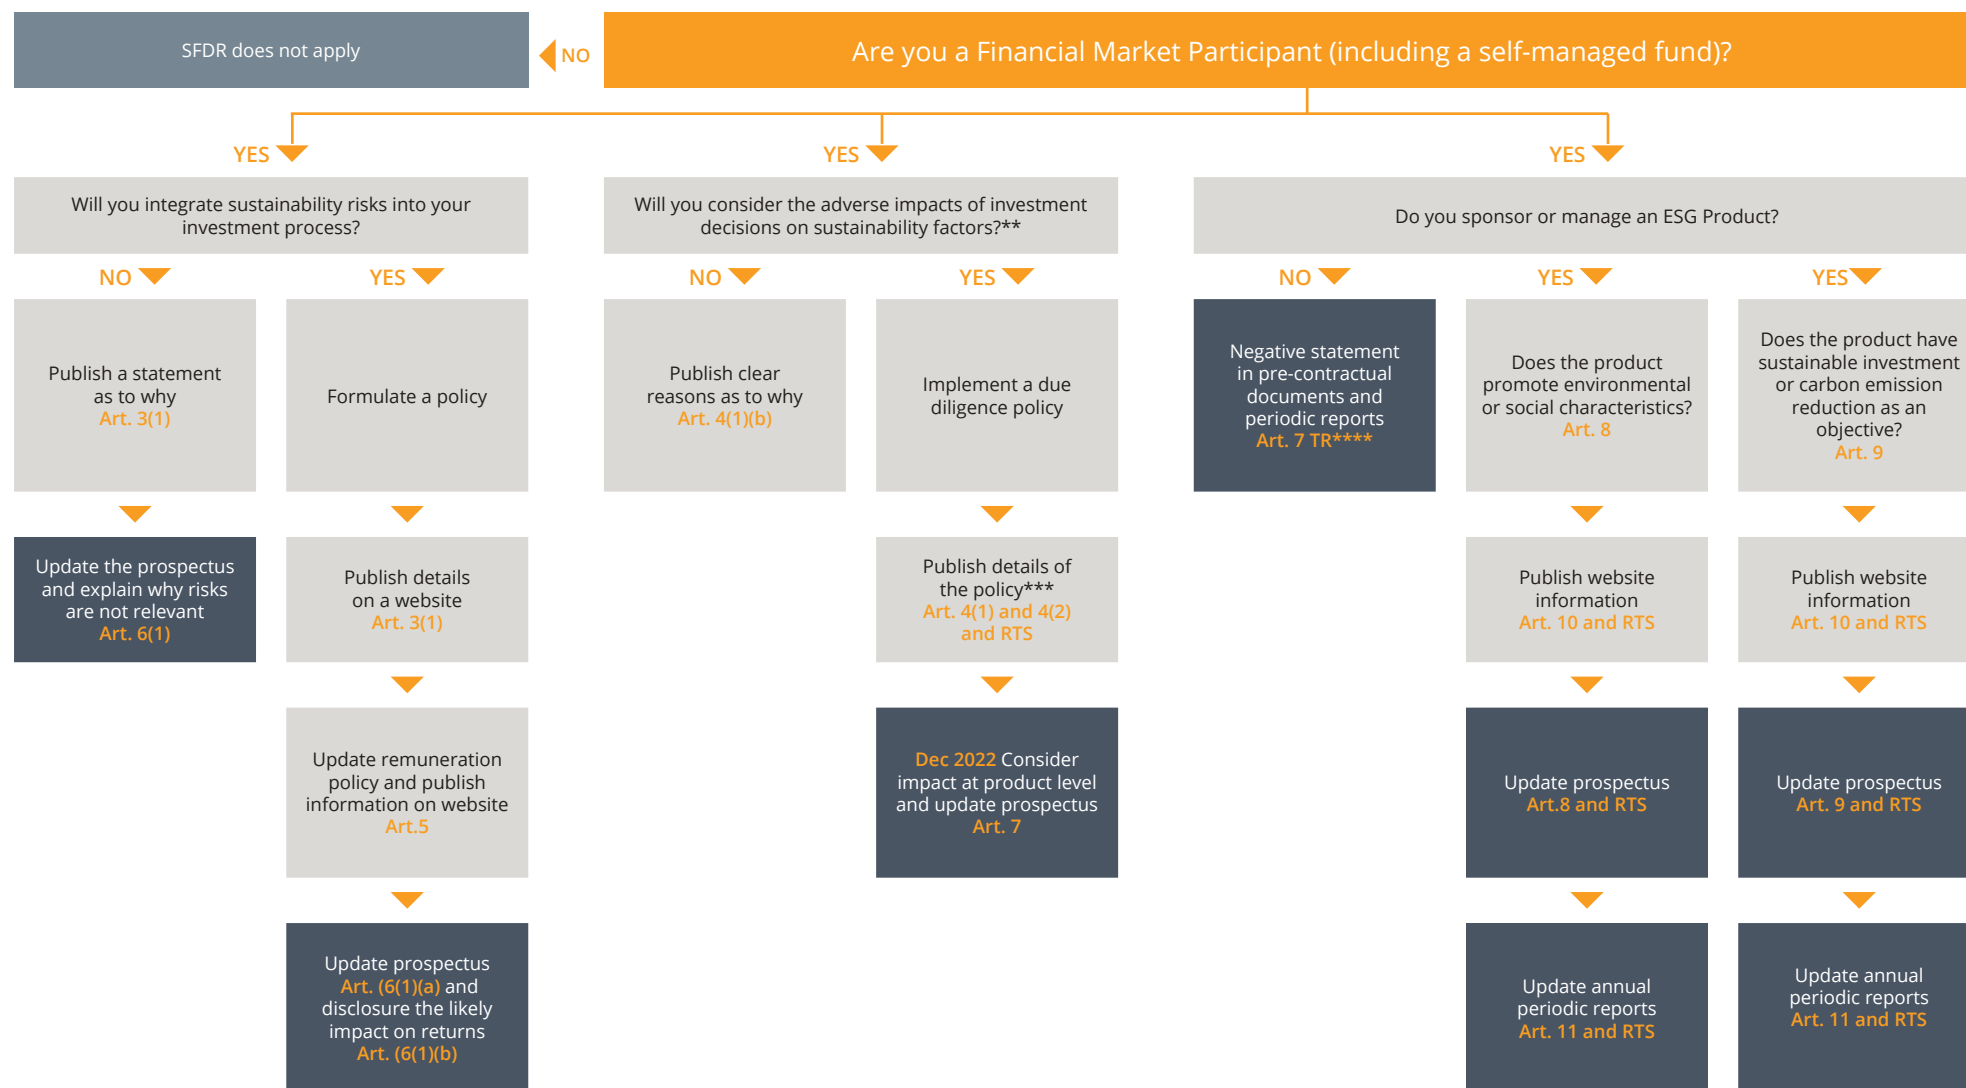 SFDR does not apply
NO
Are you a Financial Market Participant (including a self-managed fund)?
YES
YES
YES
Will you integrate sustainability risks into your
investment process?
Will you consider the adverse impacts of investment
decisions on sustainability factors?**
Do you sponsor or manage an ESG Product?
NO
YES
NO
YES
NO
YES
YES
Publish a statement
as to why
Art. 3(1)
Formulate a policy
Publish clear
reasons as to why
Art. 4(1)(b)
Implement a due
diligence policy
Negative statement
in pre-contractual
documents and
periodic reports
Art. 7 TR****
Does the product
promote environmental
or social characteristics?
Art. 8
Does the product have
sustainable investment
or carbon emission
reduction as an
objective?
Art. 9
Update the prospectus
and explain why risks
are not relevant
Art. 6(1)
Publish details
on a website
Art. 3(1)
Publish details of
the policy***
Art. 4(1) and 4(2)
and RTS
Publish website
information
Art. 10 and RTS
Publish website
information
Art. 10 and RTS
Update remuneration
policy and publish
information on website
Art.5
Dec 2022 Consider
impact at product level
and update prospectus
Art. 7
Update prospectus
Art.8 and RTS
Update prospectus
Art. 9 and RTS
Update prospectus
Art. (6(1)(a) and
disclosure the likely
impact on returns
Art. (6(1)(b)
Update annual
periodic reports
Art. 11 and RTS
Update annual
periodic reports
Art. 11 and RTS